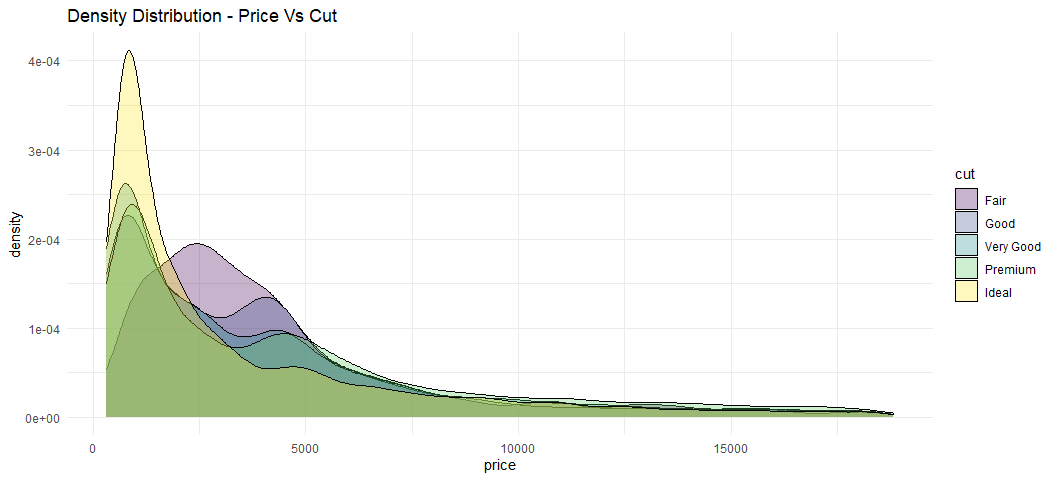 Density Distribution - Price Vs Cut
4e-04
3e-04
2e-04
1e-04
0e+00
density
0
5000
10000
15000
price
cut
Fair
Good
Very Good
Premium
Ideal